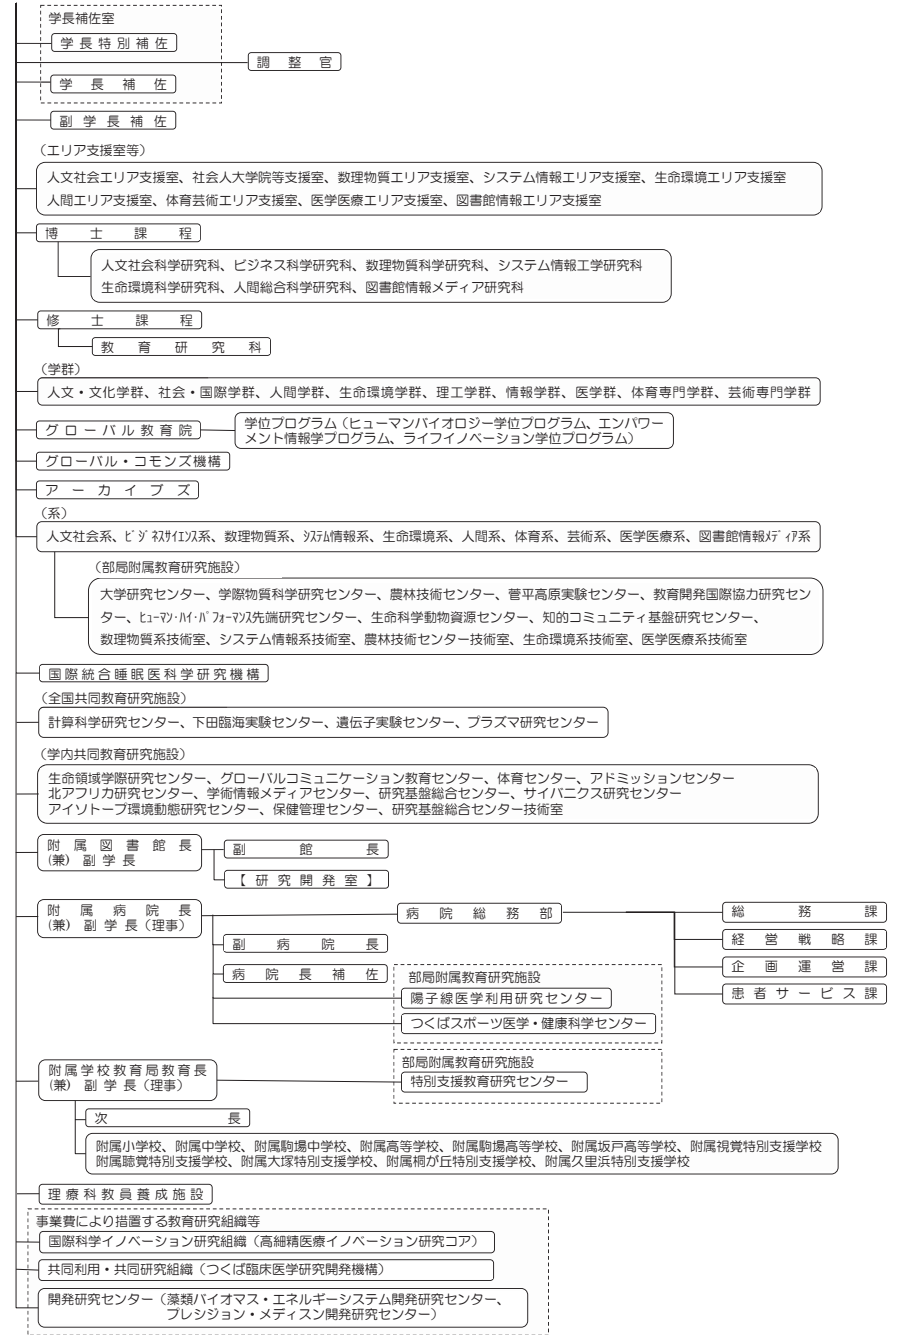 学長補佐室
学長特別補佐
調整官
学長補佐
副学長補佐
（エリア支援室等）
人文社会エリア支援室、社会人大学院等支援室、数理物質エリア支援室、システム情報エリア支援室、生命環境エリア支援室
人間エリア支援室、体育芸術エリア支援室、医学医療エリア支援室、図書館情報エリア支援室
博士課程
人文社会科学研究科、ビジネス科学研究科、数理物質科学研究科、システム情報工学研究科
生命環境科学研究科、人間総合科学研究科、図書館情報メディア研究科
修士課程
教育研究科
（学群）
人文・文化学群、社会・国際学群、人間学群、生命環境学群、理工学群、情報学群、医学群、体育専門学群、芸術専門学群
グローバル教育院
学位プログラム（ヒューマンバイオロジー学位プログラム、エンパワー
メント情報学プログラム、ライフイノベーション学位プログラム）
グローバル・コモンズ機構
アーカイブズ
（系）
人文社会系、ﾋﾞｼﾞﾈｽｻｲｴﾝｽ系、数理物質系、ｼｽﾃﾑ情報系、生命環境系、人間系、体育系、芸術系、医学医療系、図書館情報ﾒﾃﾞｨｱ系
（部局附属教育研究施設）
大学研究センター、学際物質科学研究センター、農林技術センター、菅平高原実験センター、教育開発国際協力研究セン
ター、ﾋｭｰﾏﾝ･ﾊｲ･ﾊﾟﾌｫｰﾏﾝｽ先端研究センター、生命科学動物資源センター、知的コミュニティ基盤研究センター、
数理物質系技術室、システム情報系技術室、農林技術センター技術室、生命環境系技術室、医学医療系技術室
国際統合睡眠医科学研究機構
（全国共同教育研究施設）
計算科学研究センター、下田臨海実験センター、遺伝子実験センター、プラズマ研究センター
（学内共同教育研究施設）
生命領域学際研究センター、グローバルコミュニケーション教育センター、体育センター、アドミッションセンター
北アフリカ研究センター、学術情報メディアセンター、研究基盤総合センター、サイバニクス研究センター
アイソトープ環境動態研究センター、保健管理センター、研究基盤総合センター技術室
附属図書館長
(兼) 副学長
副館長
【研究開発室】
附属病院長
(兼) 副学長（理事）
病院総務部
総務課
経営戦略課
企画運営課
患者サービス課
副病院長
病院長補佐
部局附属教育研究施設
陽子線医学利用研究センター
つくばスポーツ医学・健康科学センター
附属学校教育局教育長
(兼) 副学長（理事）
部局附属教育研究施設
特別支援教育研究センター
次長
附属小学校、附属中学校、附属駒場中学校、附属高等学校、附属駒場高等学校、附属坂戸高等学校、附属視覚特別支援学校
附属聴覚特別支援学校、附属大塚特別支援学校、附属桐が丘特別支援学校、附属久里浜特別支援学校
理療科教員養成施設
事業費により措置する教育研究組織等
国際科学イノベーション研究組織（高細精医療イノベーション研究コア）
共同利用・共同研究組織（つくば臨床医学研究開発機構）
開発研究センター（藻類バイオマス・エネルギーシステム開発研究センター、
プレシジョン・メディスン開発研究センター）